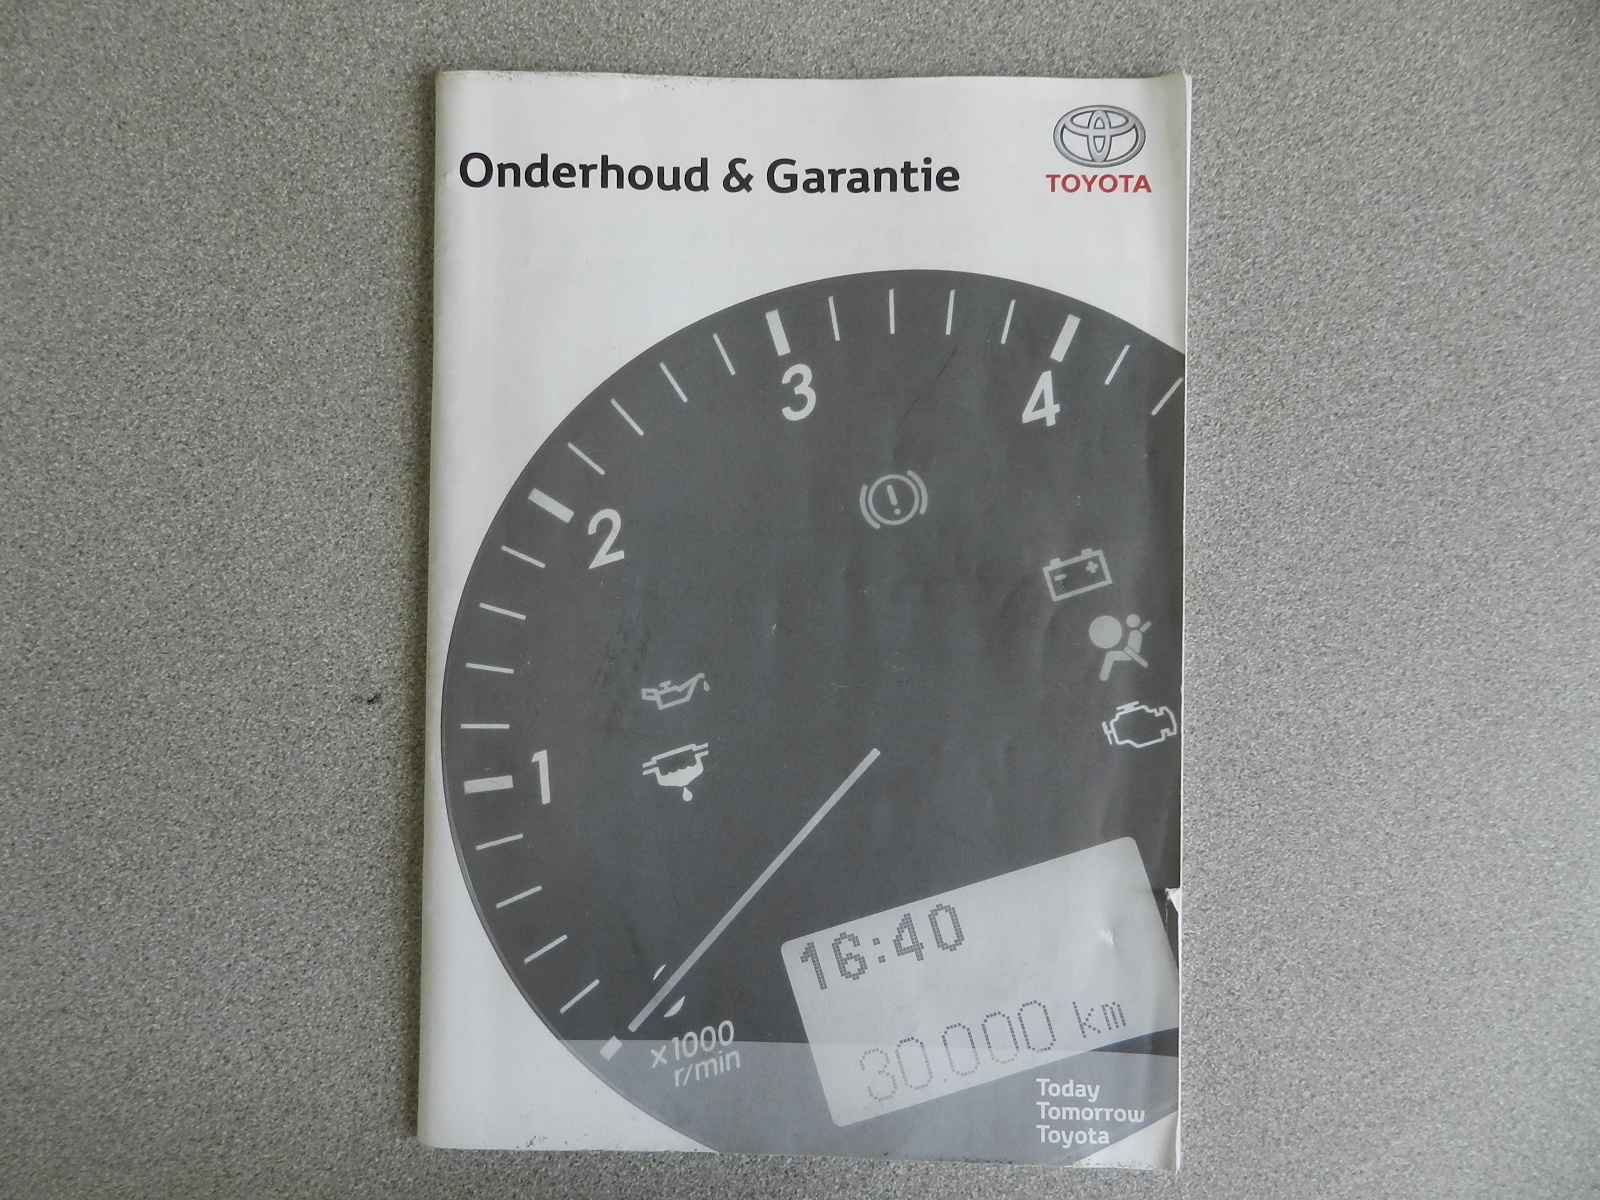 Onderhoud & Garantie
TOYOTA
3
4
2
1
16:40
30.000 km
x1000
r/min
Today
Tomorrow
Toyota